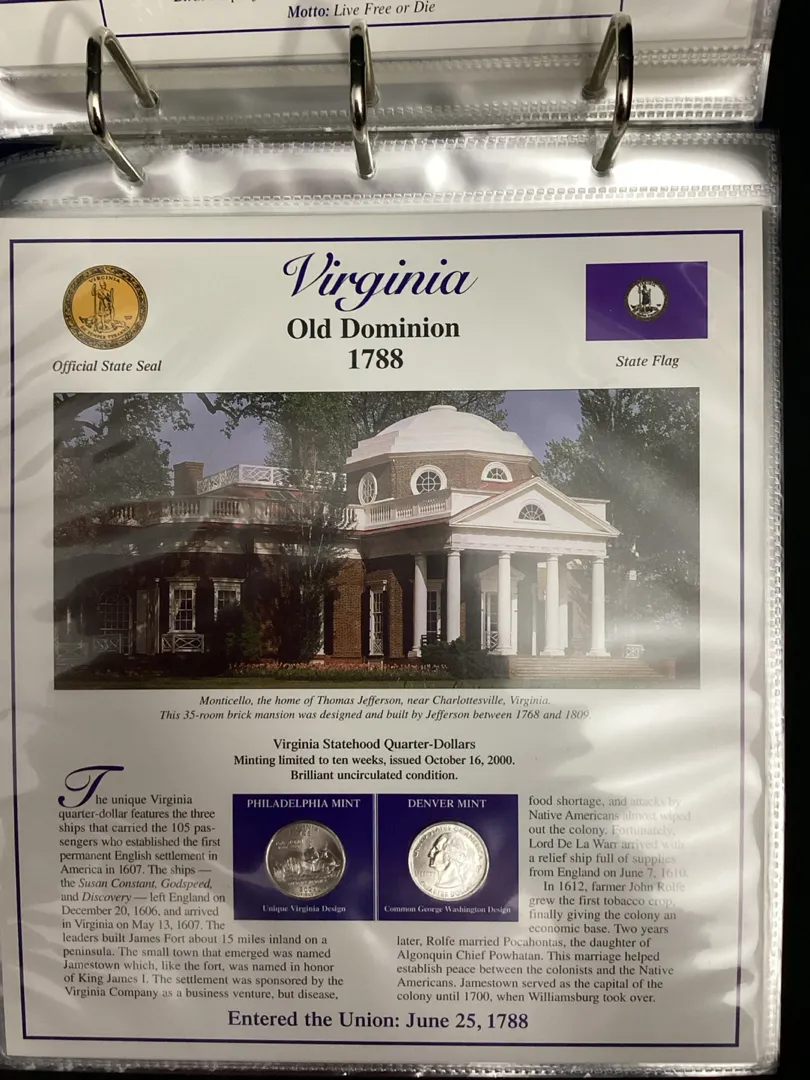 Motto: Live Free or Die
Virginia
Old Dominion
1788
VIRGINIA
Official State Seal
State Flag
Monticello, the home of Thomas Jefferson, near Charlottesville, Virginia.
This 35-room brick mansion was designed and built by Jefferson between 1768 and 1809.
Virginia Statehood Quarter-Dollars
Minting limited to ten weeks, issued October 16, 2000.
Brilliant uncirculated condition.
The unique Virginia
quarter-dollar features the three
ships that carried the 105 pas-
sengers who established the first
permanent English settlement in
America in 1607. The ships —
the Susan Constant, Godspeed,
and Discovery — left England on
December 20, 1606, and arrived
in Virginia on May 13, 1607. The
leaders built James Fort about 15 miles inland on a
peninsula. The small town that emerged was named
Jamestown which, like the fort, was named in honor
of King James I. The settlement was sponsored by the
Virginia Company as a business venture, but disease,
PHILADELPHIA MINT
Unique Virginia Design
DENVER MINT
Common George Washington Design
food shortage, and attacks by
Native Americans almost wiped
out the colony. Fortunately,
Lord De La Warr arrived with
a relief ship full of supplies
from England on June 7, 1610.
In 1612, farmer John Rolfe
grew the first tobacco crop,
finally giving the colony an
economic base. Two years
later, Rolfe married Pocahontas, the daughter of
Algonquin Chief Powhatan. This marriage helped
establish peace between the colonists and the Native
Americans. Jamestown served as the capital of the
colony until 1700, when Williamsburg took over.
Entered the Union: June 25, 1788